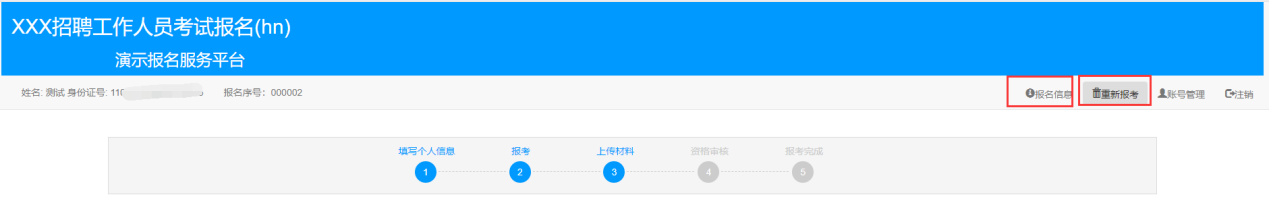 XXX招聘工作人员考试报名(hn)
演示报名服务平台
姓名: 测试 身份证号: 110 报名序号：000002 报名信息 重新报考 账号管理 注销
填写个人信息 报考 上传材料 资格审核 报考完成
1 2 3 4 5